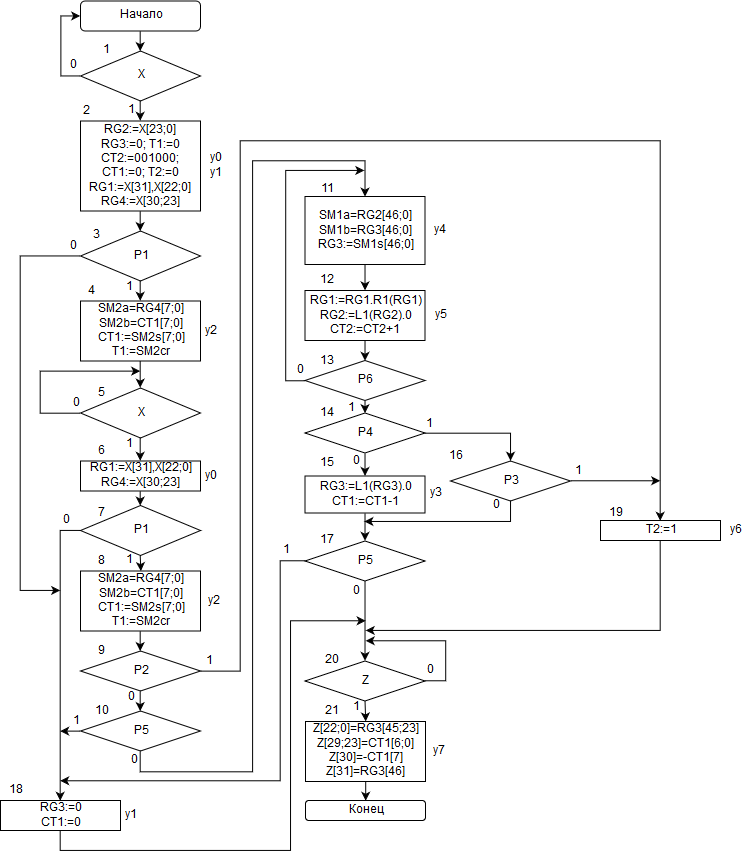 Начало
1
X
0
1
2
RG2:=X[23;0]
RG3:=0; T1:=0
CT2:=001000;
CT1:=0; T2:=0
RG1:=X[31],X[22;0]
RG4:=X[30;23]
y0
y1
3
P1
0
1
4
SM2a=RG4[7;0]
SM2b=CT1[7;0]
CT1:=SM2s[7;0]
T1:=SM2cr
y2
5
X
0
1
6
RG1:=X[31],X[22;0]
RG4:=X[30;23]
y0
7
P1
0
1
8
SM2a=RG4[7;0]
SM2b=CT1[7;0]
CT1:=SM2s[7;0]
T1:=SM2cr
y2
9
P2
1
0
10
P5
1
0
18
RG3:=0
CT1:=0
y1
11
SM1a=RG2[46;0]
SM1b=RG3[46;0]
RG3:=SM1s[46;0]
y4
12
RG1:=RG1.R1(RG1)
RG2:=L1(RG2).0
CT2:=CT2+1
y5
13
P6
0
1
14
P4
1
0
15
RG3:=L1(RG3).0
CT1:=CT1-1
y3
16
P3
1
0
17
P5
1
0
19
T2:=1
y6
20
Z
0
1
21
Z[22;0]=RG3[45;23]
Z[29;23]=CT1[6;0]
Z[30]=-CT1[7]
Z[31]=RG3[46]
y7
Конец